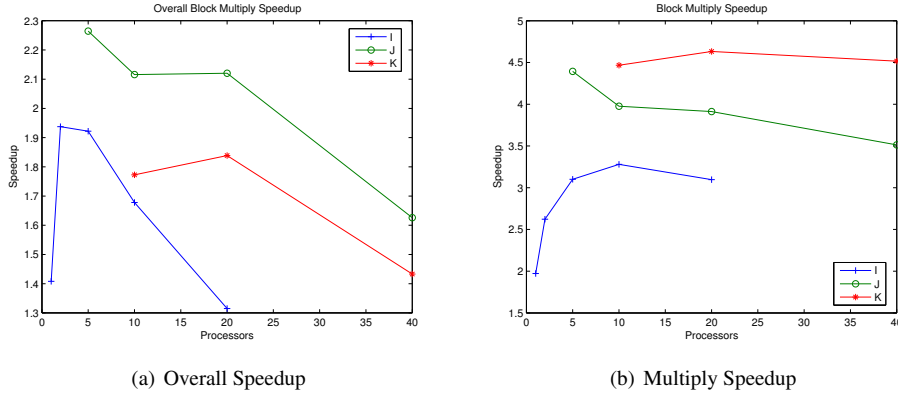 Overall Block Multiply Speedup
2.3
2.2
2.1
2
1.9
1.8
1.7
1.6
1.5
1.4
1.3
Speedup
0 5 10 15 20 25 30 35 40
Processors
I
J
K
(a) Overall Speedup
Block Multiply Speedup
5
4.5
4
3.5
3
2.5
2
1.5
Speedup
0 5 10 15 20 25 30 35 40
Processors
I
J
K
(b) Multiply Speedup